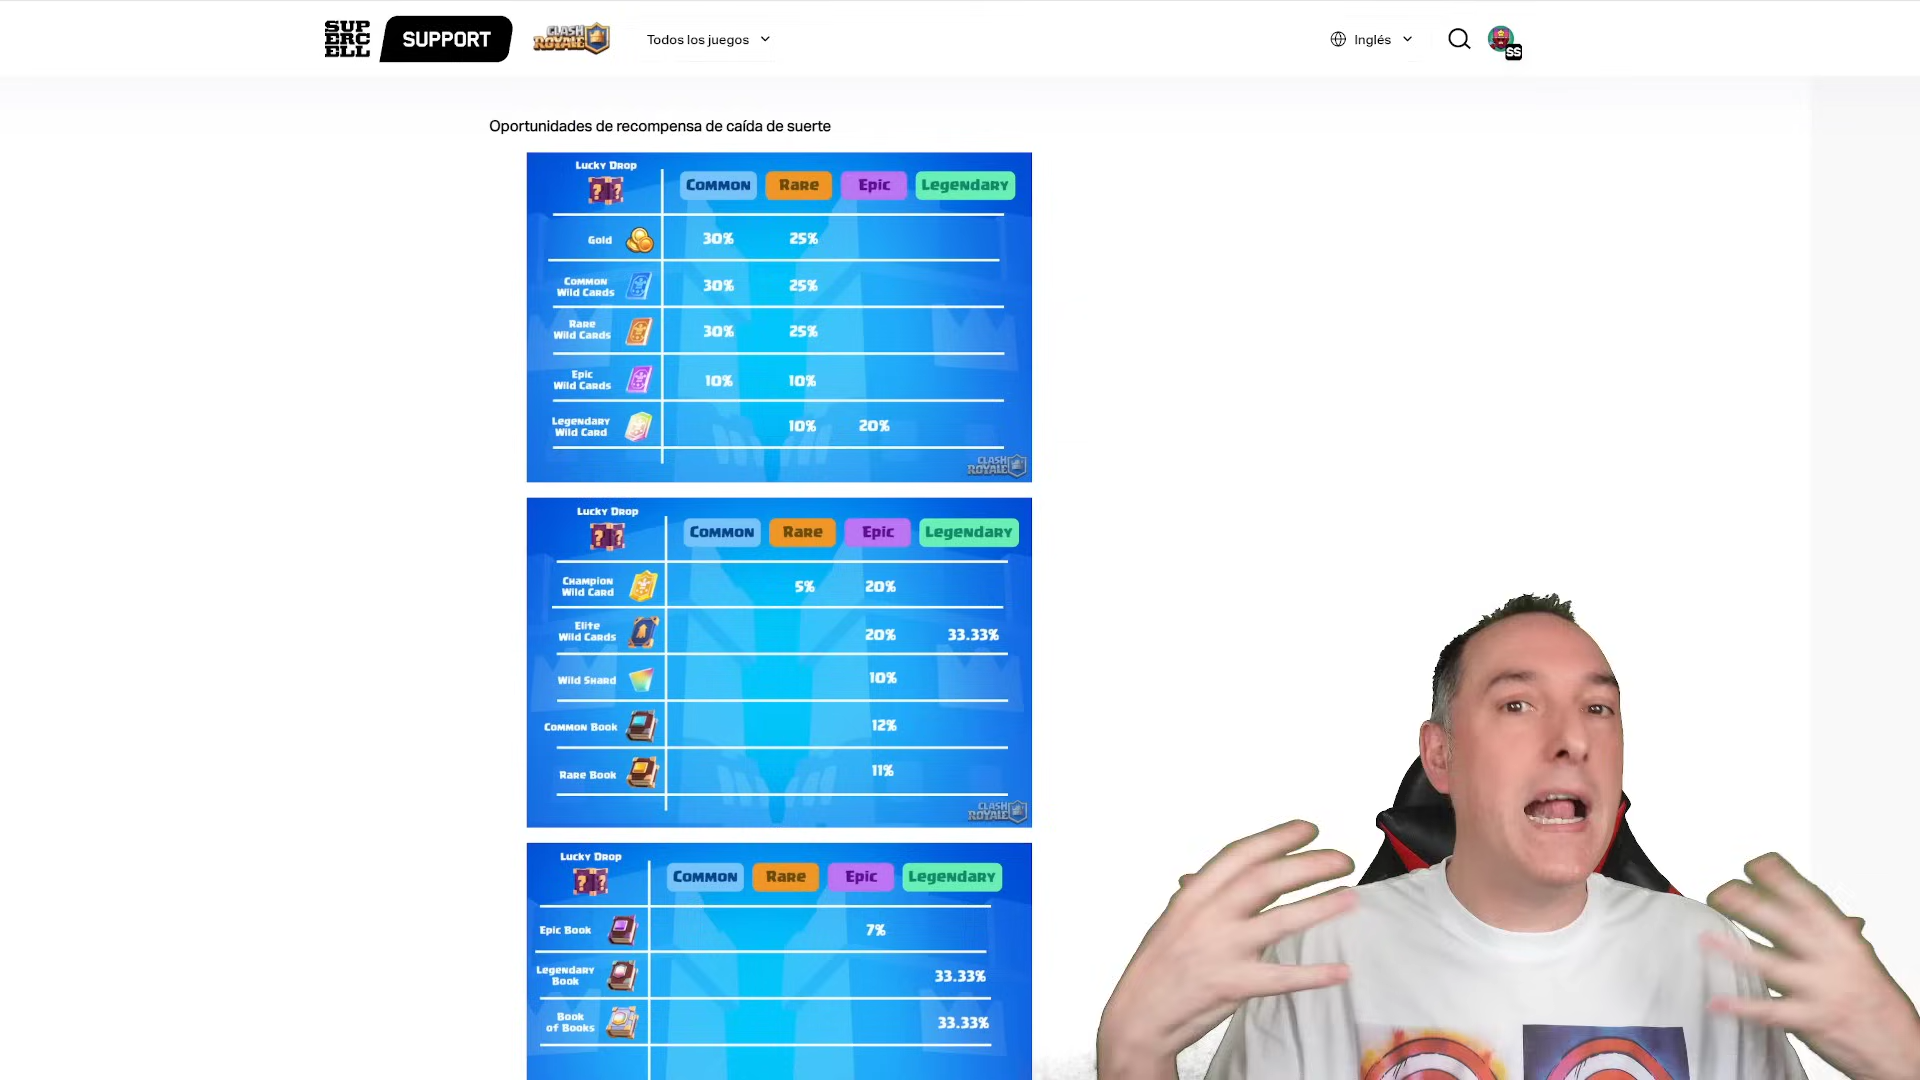 SUP
ERC
ELL
SUPPORT
CLASH
ROYALE
Todos los juegos
Inglés
SS
Oportunidades de recompensa de caída de suerte
Lucky Drop
Common Rare Epic Legendary
Gold 30% 25%
Common
Wild Cards 30% 25%
Rare
Wild Cards 30% 25%
Epic
Wild Cards 10% 10%
Legendary
Wild Card 10% 20%
CLASH
ROYALE
Lucky Drop
Common Rare Epic Legendary
Champion
Wild Card 5% 20%
Elite
Wild Cards 20% 33.33%
Wild Shard 10%
Common Book 12%
Rare Book 11%
CLASH
ROYALE
Lucky Drop
Common Rare Epic Legendary
Epic Book 7%
Legendary
Book 33.33%
Book
of Books 33.33%